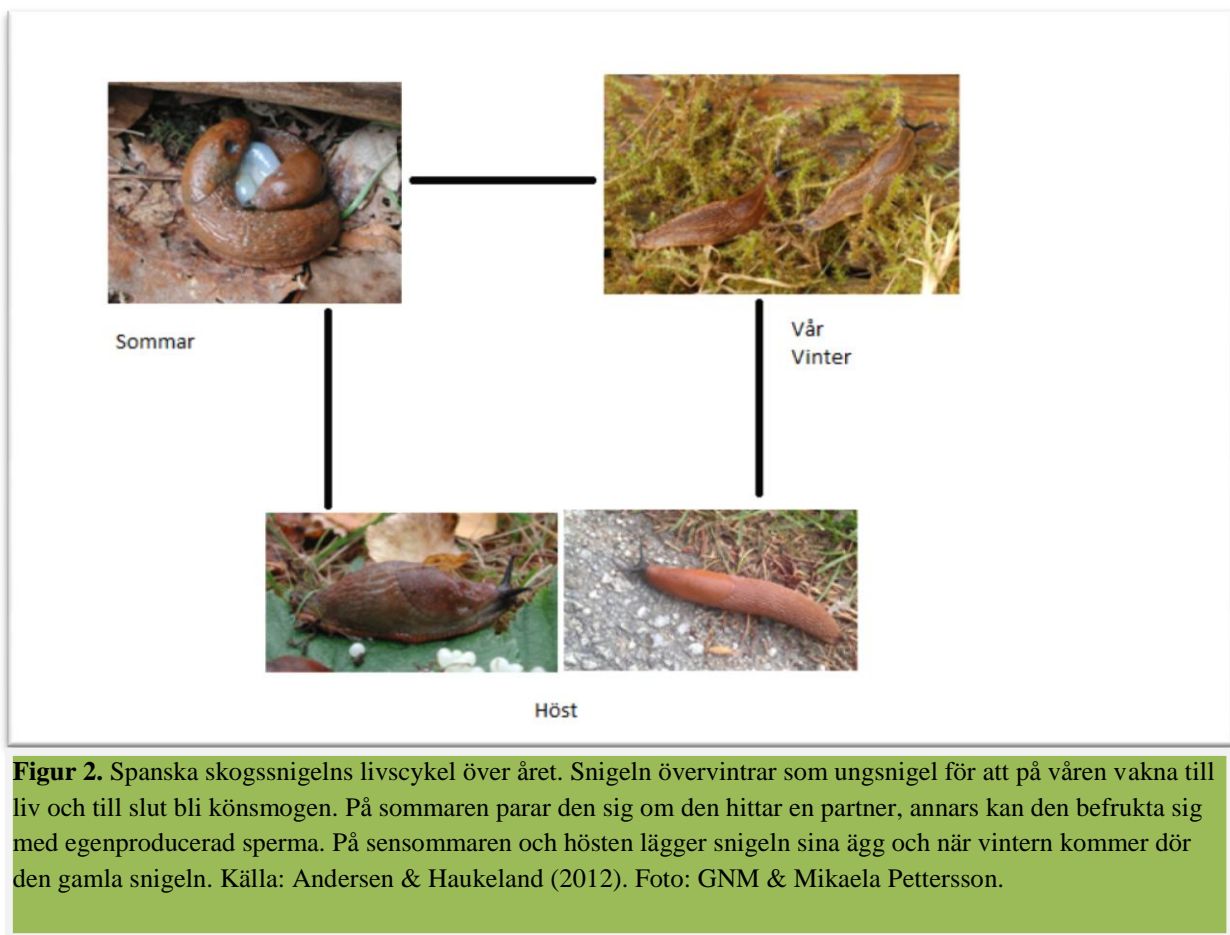 Sommar
Vår
Vinter
Höst
Figur 2. Spanska skogssnigelns livscykel över året. Snigeln övervintrar som ungsnigel för att på våren vakna till
liv och till slut bli könsmogen. På sommaren parar den sig om den hittar en partner, annars kan den befrukta sig
med egenproducerad sperma. På sensommaren och hösten lägger snigeln sina ägg och när vintern kommer dör
den gamla snigeln. Källa: Andersen & Haukeland (2012). Foto: GNM & Mikaela Pettersson.